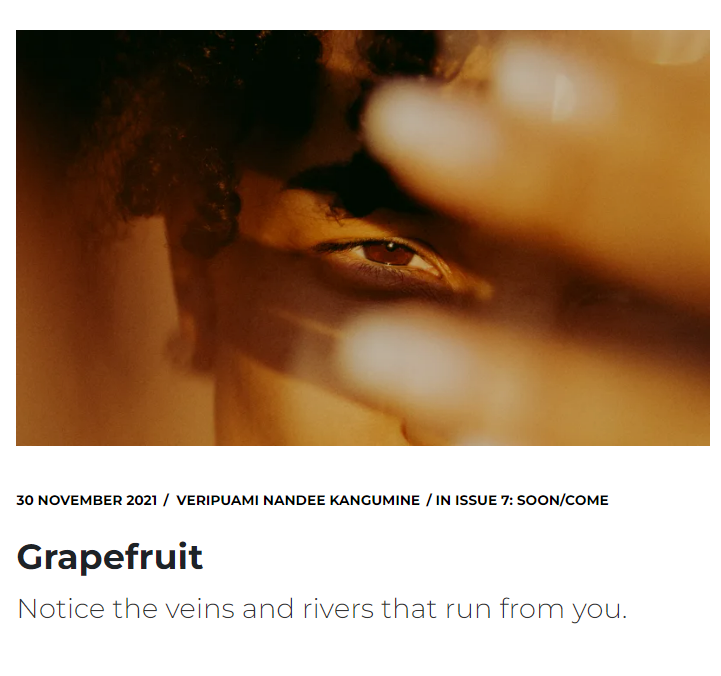 30 NOVEMBER 2021 / VERIPUAMI NANDEE KANGUMINE / IN ISSUE 7: SOON/COME
Grapefruit
Notice the veins and rivers that run from you.